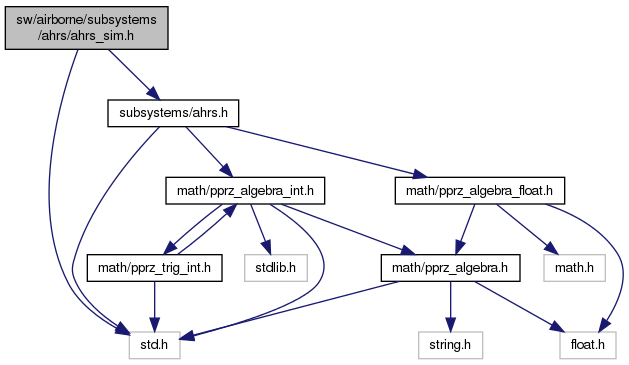 sw/airborne/subsystems
/ahrs/ahrs_sim.h
subsystems/ahrs.h
math/pprz_algebra_int.h
math/pprz_algebra_float.h
math/pprz_trig_int.h
stdlib.h
math/pprz_algebra.h
math.h
std.h
string.h
float.h